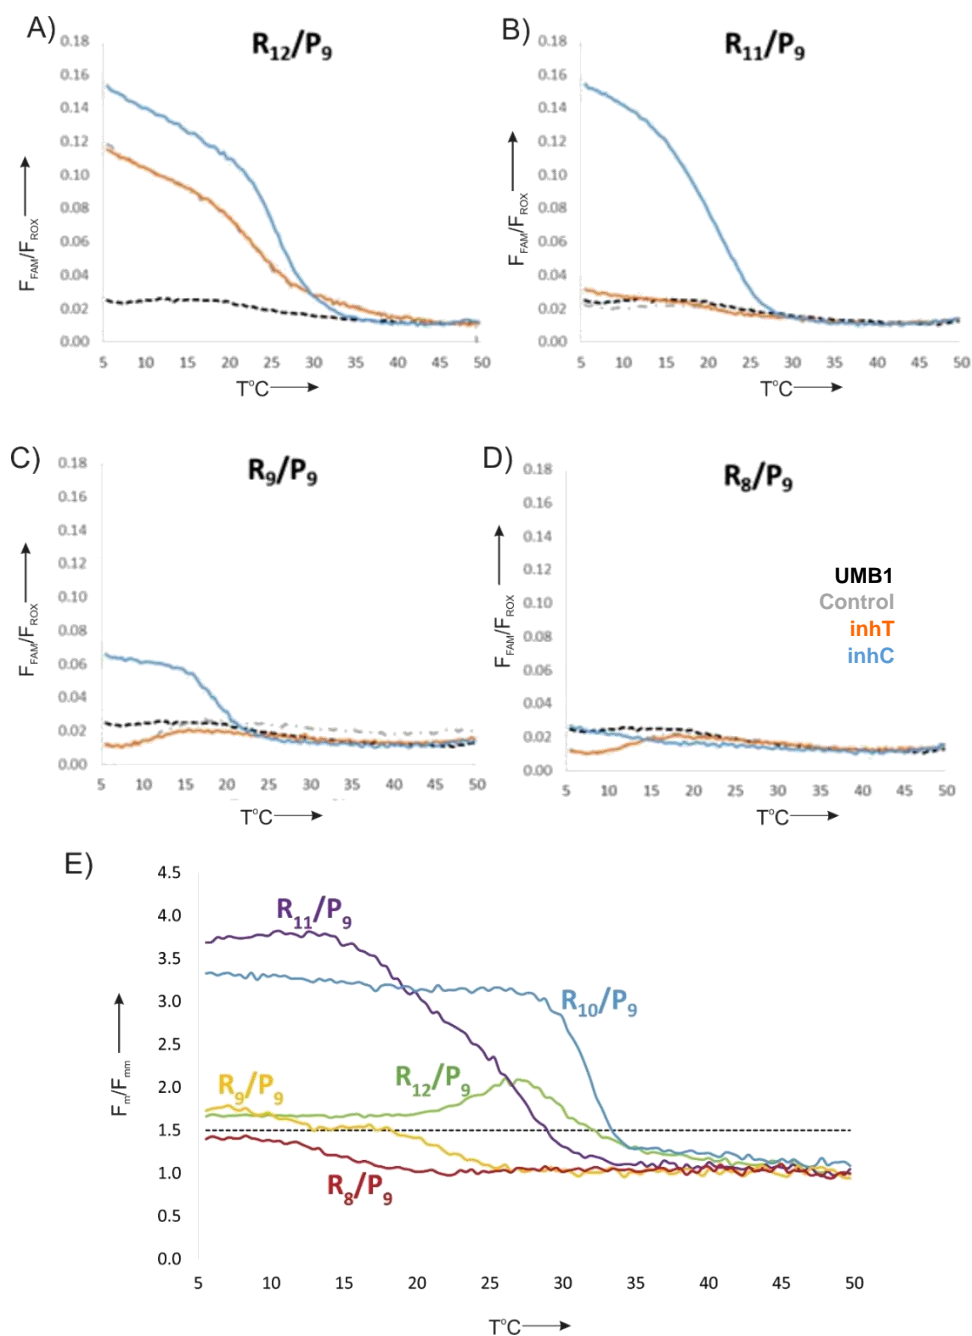 A)
R12/P9
0.18
0.16
0.14
0.12
0.10
0.08
0.06
0.04
0.02
0.00
FFAM/FROX
5 10 15 20 25 30 35 40 45 50
T°C
B)
R11/P9
0.18
0.16
0.14
0.12
0.10
0.08
0.06
0.04
0.02
0.00
FFAM/FROX
5 10 15 20 25 30 35 40 45 50
T°C
C)
R9/P9
0.18
0.16
0.14
0.12
0.10
0.08
0.06
0.04
0.02
0.00
FFAM/FROX
5 10 15 20 25 30 35 40 45 50
T°C
D)
R8/P9
0.18
0.16
0.14
0.12
0.10
0.08
0.06
0.04
0.02
0.00
FFAM/FROX
UMB1
Control
inhT
inhC
5 10 15 20 25 30 35 40 45 50
T°C
E)
4.5
4.0
3.5
3.0
2.5
2.0
1.5
1.0
0.5
0.0
Fm/Fmm
R11/P9
R10/P9
R12/P9
R9/P9
R8/P9
5 10 15 20 25 30 35 40 45 50
T°C